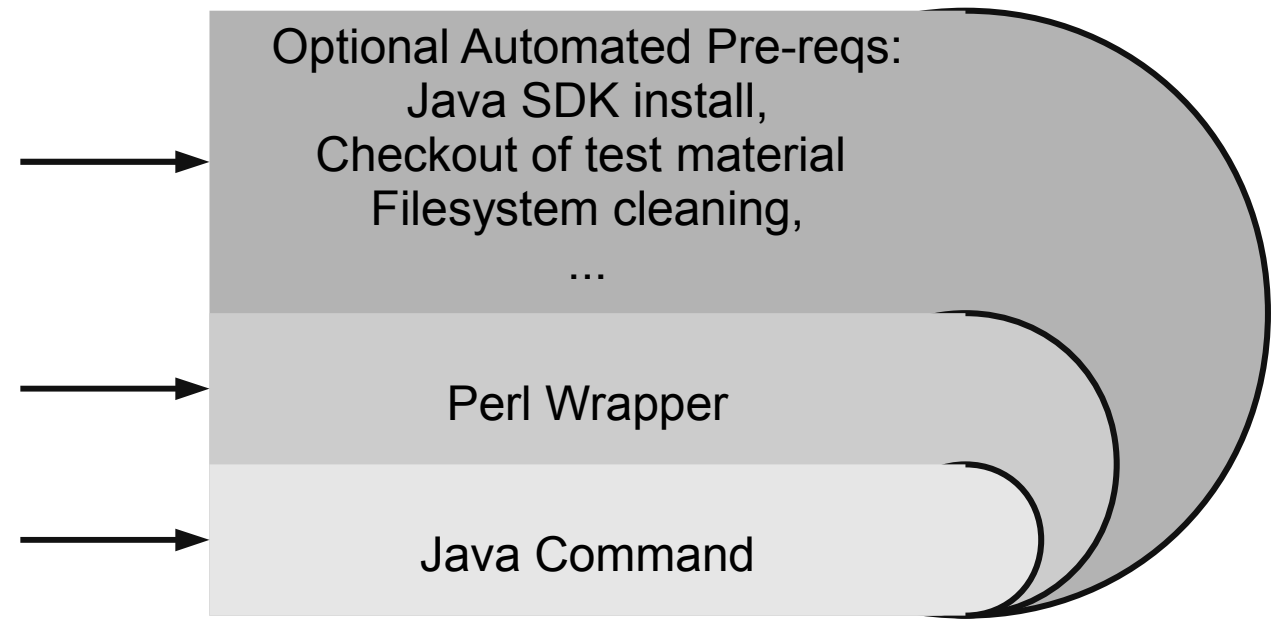 Optional Automated Pre-reqs:
Java SDK install,
Checkout of test material
Filesystem cleaning,
...
Perl Wrapper
Java Command